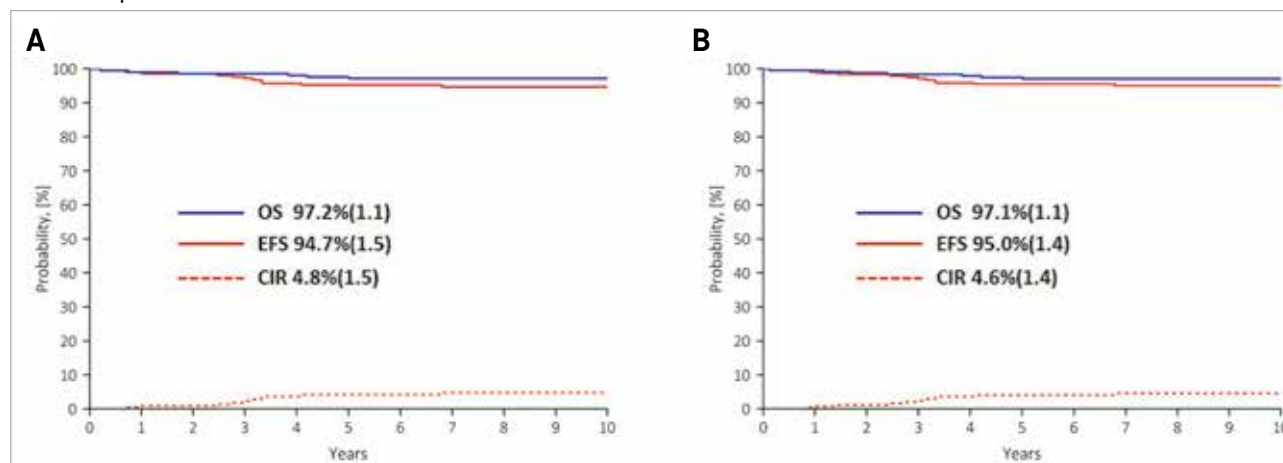 A
Probability, [%]
100
90
80
70
60
50
40
30
20
10
0
OS 97.2%(1.1)
EFS 94.7%(1.5)
CIR 4.8%(1.5)
0 1 2 3 4 5 6 7 8 9 10
Years
B
Probability, [%]
100
90
80
70
60
50
40
30
20
10
0
OS 97.1%(1.1)
EFS 95.0%(1.4)
CIR 4.6%(1.4)
0 1 2 3 4 5 6 7 8 9 10
Years